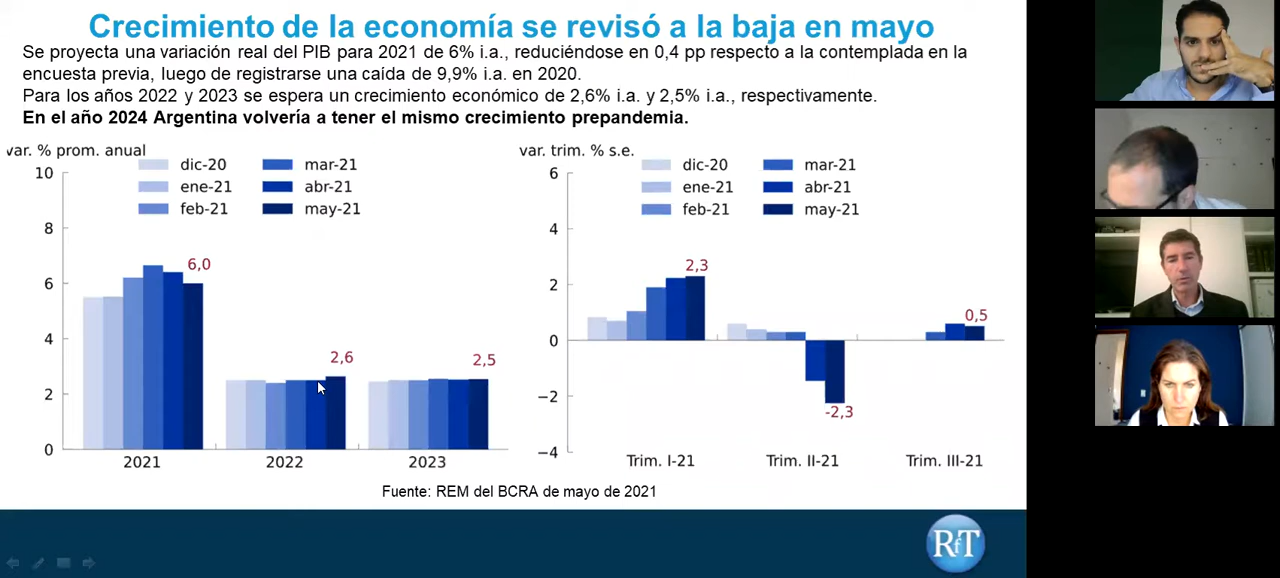 Crecimiento de la economía se revisó a la baja en mayo
Se proyecta una variación real del PIB para 2021 de 6% i.a., reduciéndose en 0,4 pp respecto a la contemplada en la
encuesta previa, luego de registrarse una caída de 9,9% i.a. en 2020.
Para los años 2022 y 2023 se espera un crecimiento económico de 2,6% i.a. y 2,5% i.a., respectivamente.
En el año 2024 Argentina volvería a tener el mismo crecimiento prepandemia.
var. % prom. anual
dic-20 mar-21
ene-21 abr-21
feb-21 may-21
10
8
6
4
2
0
6,0
2,6
2,5
2021 2022 2023
var. trim. % s.e.
dic-20 mar-21
ene-21 abr-21
feb-21 may-21
6
4
2
0
−2
−4
2,3
-2,3
0,5
Trim. I-21 Trim. II-21 Trim. III-21
Fuente: REM del BCRA de mayo de 2021
RfT